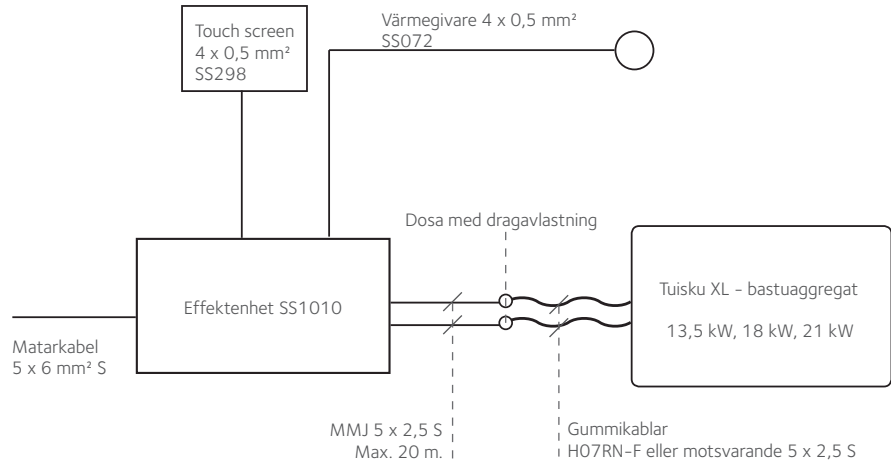 Touch screen
4 x 0,5 mm²
SS298
Värmegivare 4 x 0,5 mm²
SS072
Dosa med dragavlastning
Effektenhet SS1010
Tuisku XL - bastuaggregat
13,5 kW, 18 kW, 21 kW
Matarkabel
5 x 6 mm² S
MMJ 5 x 2,5 S
Max. 20 m.
Gummikablar
H07RN-F eller motsvarande 5 x 2,5 S